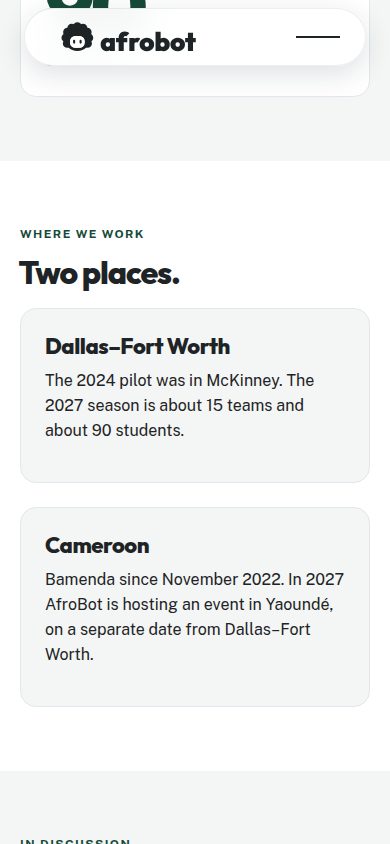 afrobot
WHERE WE WORK
Two places.
Dallas–Fort Worth
The 2024 pilot was in McKinney. The
2027 season is about 15 teams and
about 90 students.
Cameroon
Bamenda since November 2022. In 2027
AfroBot is hosting an event in Yaoundé,
on a separate date from Dallas–Fort
Worth.
IN DISCUSSION